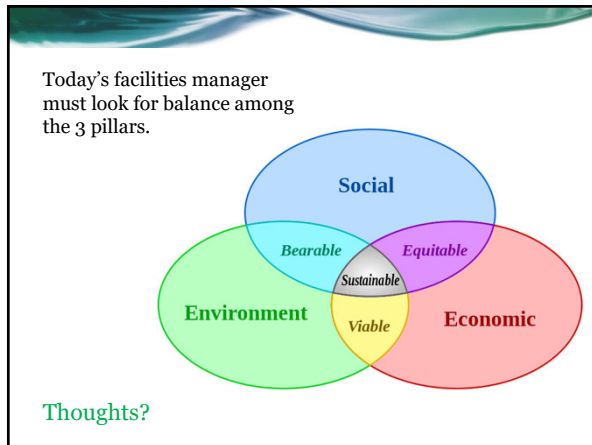 Today’s facilities manager
must look for balance among
the 3 pillars.
Social
Bearable
Equitable
Sustainable
Environment
Economic
Viable
Thoughts?